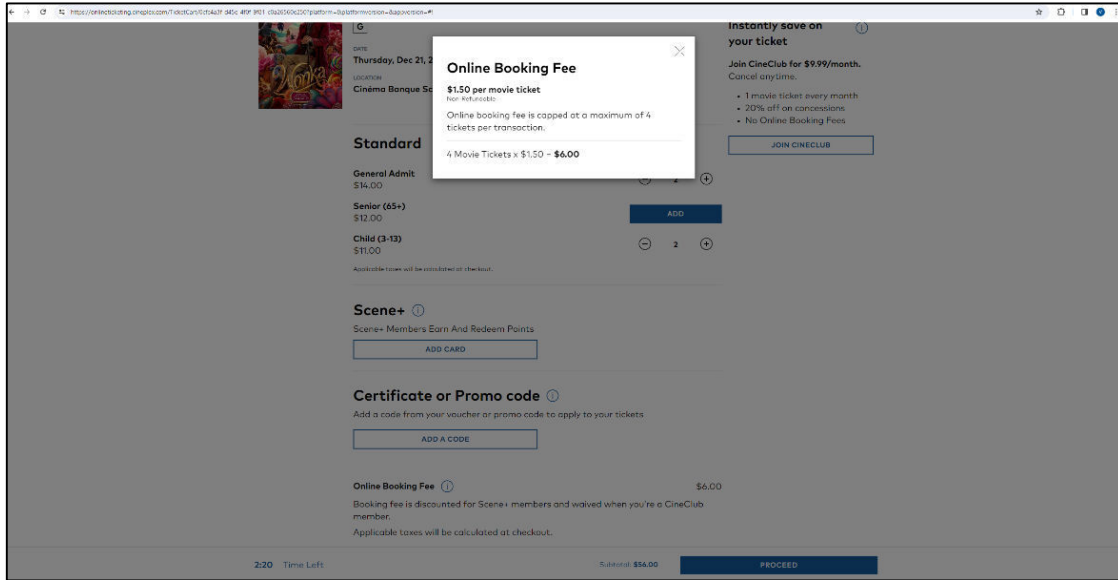 G
Wonka
DATE
Thursday, Dec 21, 2
LOCATION
Cinéma Banque Sc
Online Booking Fee
$1.50 per movie ticket
Non-Refundable
Online booking fee is capped at a maximum of 4
tickets per transaction.
4 Movie Tickets x $1.50 = $6.00
Instantly save on
your ticket
Join CineClub for $9.99/month.
Cancel anytime.
• 1 movie ticket every month
• 20% off on concessions
• No Online Booking Fees
JOIN CINECLUB
Standard
General Admit
$14.00
2
Senior (65+)
$12.00
ADD
Child (3-13)
$11.00
2
Applicable taxes will be calculated at checkout.
Scene+
Scene+ Members Earn And Redeem Points
ADD CARD
Certificate or Promo code
Add a code from your voucher or promo code to apply to your tickets
ADD A CODE
Online Booking Fee
$6.00
Booking fee is discounted for Scene+ members and waived when you're a CineClub
member.
Applicable taxes will be calculated at checkout.
2:20 Time Left
Subtotal: $56.00
PROCEED